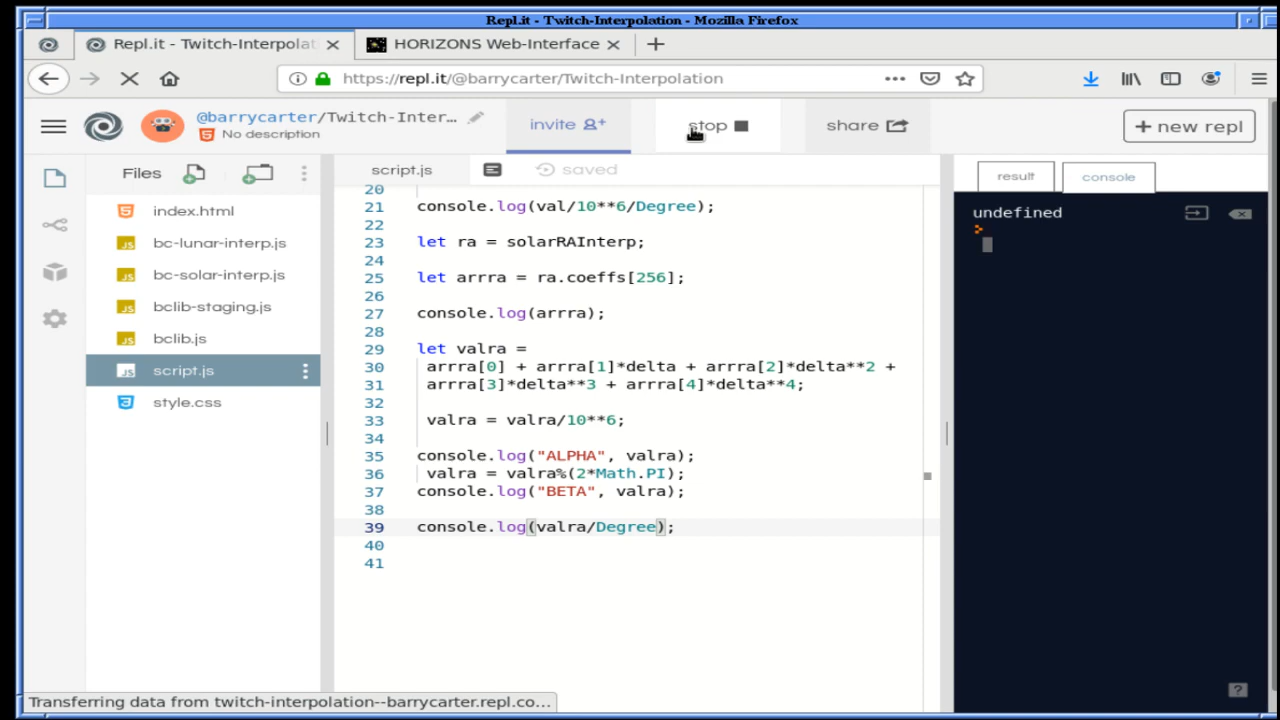 Repl.it - Twitch-Interpolation - Mozilla Firefox
Repl.it - Twitch-Interpolat
HORIZONS Web-Interface
https://repl.it/@barrycarter/Twitch-Interpolation
@barrycarter/Twitch-Inter...
No description
invite
stop
share
+ new repl
Files
script.js
saved
result
console
index.html
bc-lunar-interp.js
bc-solar-interp.js
bclib-staging.js
bclib.js
script.js
style.css
20
21 console.log(val/10**6/Degree);
22
23 let ra = solarRAInterp;
24
25 let arrra = ra.coeffs[256];
26
27 console.log(arrra);
28
29 let valra =
30 arrra[0] + arrra[1]*delta + arrra[2]*delta**2 +
31 arrra[3]*delta**3 + arrra[4]*delta**4;
32
33 valra = valra/10**6;
34
35 console.log("ALPHA", valra);
36 valra = valra%(2*Math.PI);
37 console.log("BETA", valra);
38
39 console.log(valra/Degree);
40
41
undefined
>
?
Transferring data from twitch-interpolation--barrycarter.repl.co...